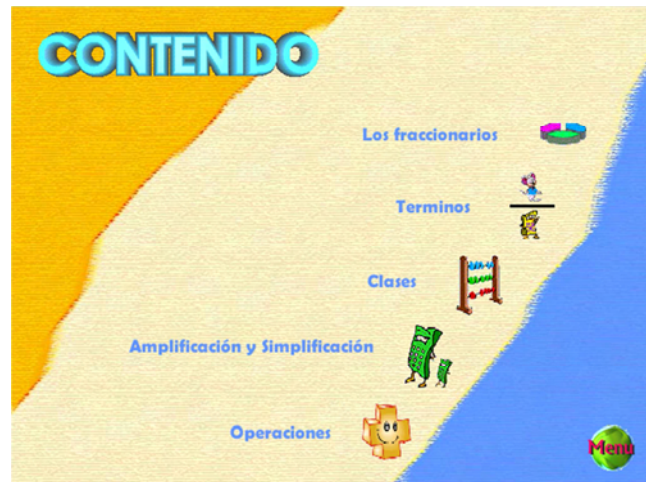 CONTENIDO
Los fraccionarios
Terminos
Clases
Amplificación y Simplificación
Operaciones
Menu